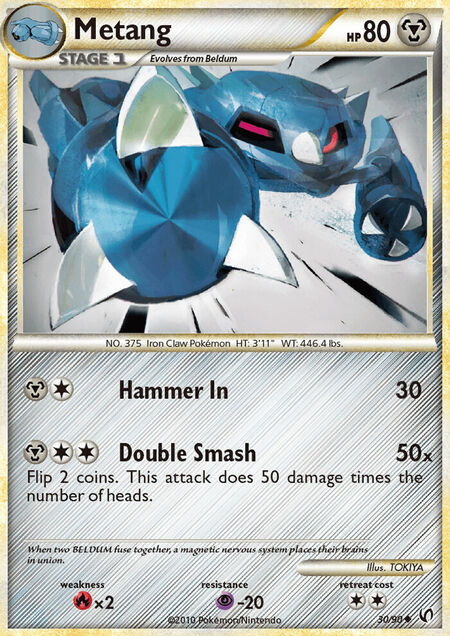 Metang HP 80
STAGE 1 Evolves from Beldum
NO. 375 Iron Claw Pokémon HT: 3'11" WT: 446.4 lbs.
Hammer In 30
Double Smash 50x
Flip 2 coins. This attack does 50 damage times the
number of heads.
When two BELDUM fuse together, a magnetic nervous system places their brains
in union.
Illus. TOKIYA
weakness resistance retreat cost
×2 -20
©2010 Pokémon/Nintendo 30/90